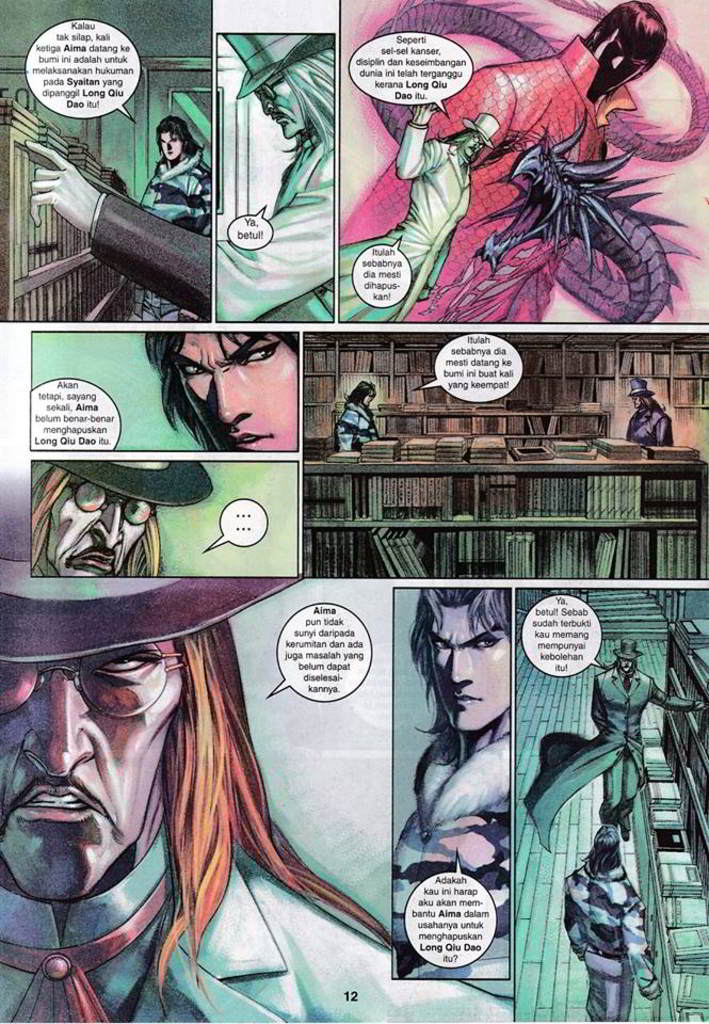 Kalau
tak silap, kali
ketiga Aima datang ke
bumi ini adalah untuk
melaksanakan hukuman
pada Syaitan yang
dipanggil Long Qiu
Dao itu!
Ya,
betul!
Seperti
sel-sel kanser,
disiplin dan keseimbangan
dunia ini telah terganggu
kerana Long Qiu
Dao itu.
Itulah
sebabnya
dia mesti
dihapus-
kan!
Akan
tetapi, sayang
sekali, Aima
belum benar-benar
menghapuskan
Long Qiu Dao itu.
Itulah
sebabnya dia mesti datang ke
bumi ini buat kali
yang keempat!
...
...
Aima
pun tidak
sunyi daripada
kerumitan dan ada
juga masalah yang
belum dapat
diselesai-
kannya.
Adakah
kau ini harap
aku akan mem-
bantu Aima dalam
usahanya untuk
menghapuskan
Long Qiu Dao
itu?
Ya,
betul! Sebab
sudah terbukti
kau memang
mempunyai
kebolehan
itu!
12